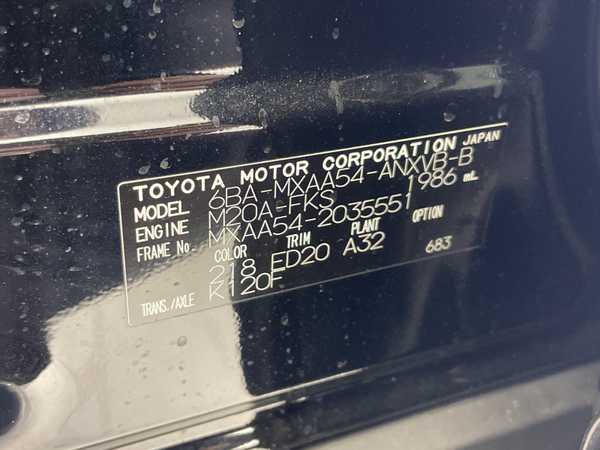 TOYOTA MOTOR CORPORATION JAPAN
MODEL 6BA-MXAA54-ANXVB-B
ENGINE M20A-FKS 1986 mL
FRAME No. MXAA54-2035551
COLOR TRIM PLANT OPTION
218 ED20 A32 683
TRANS./AXLE K120F